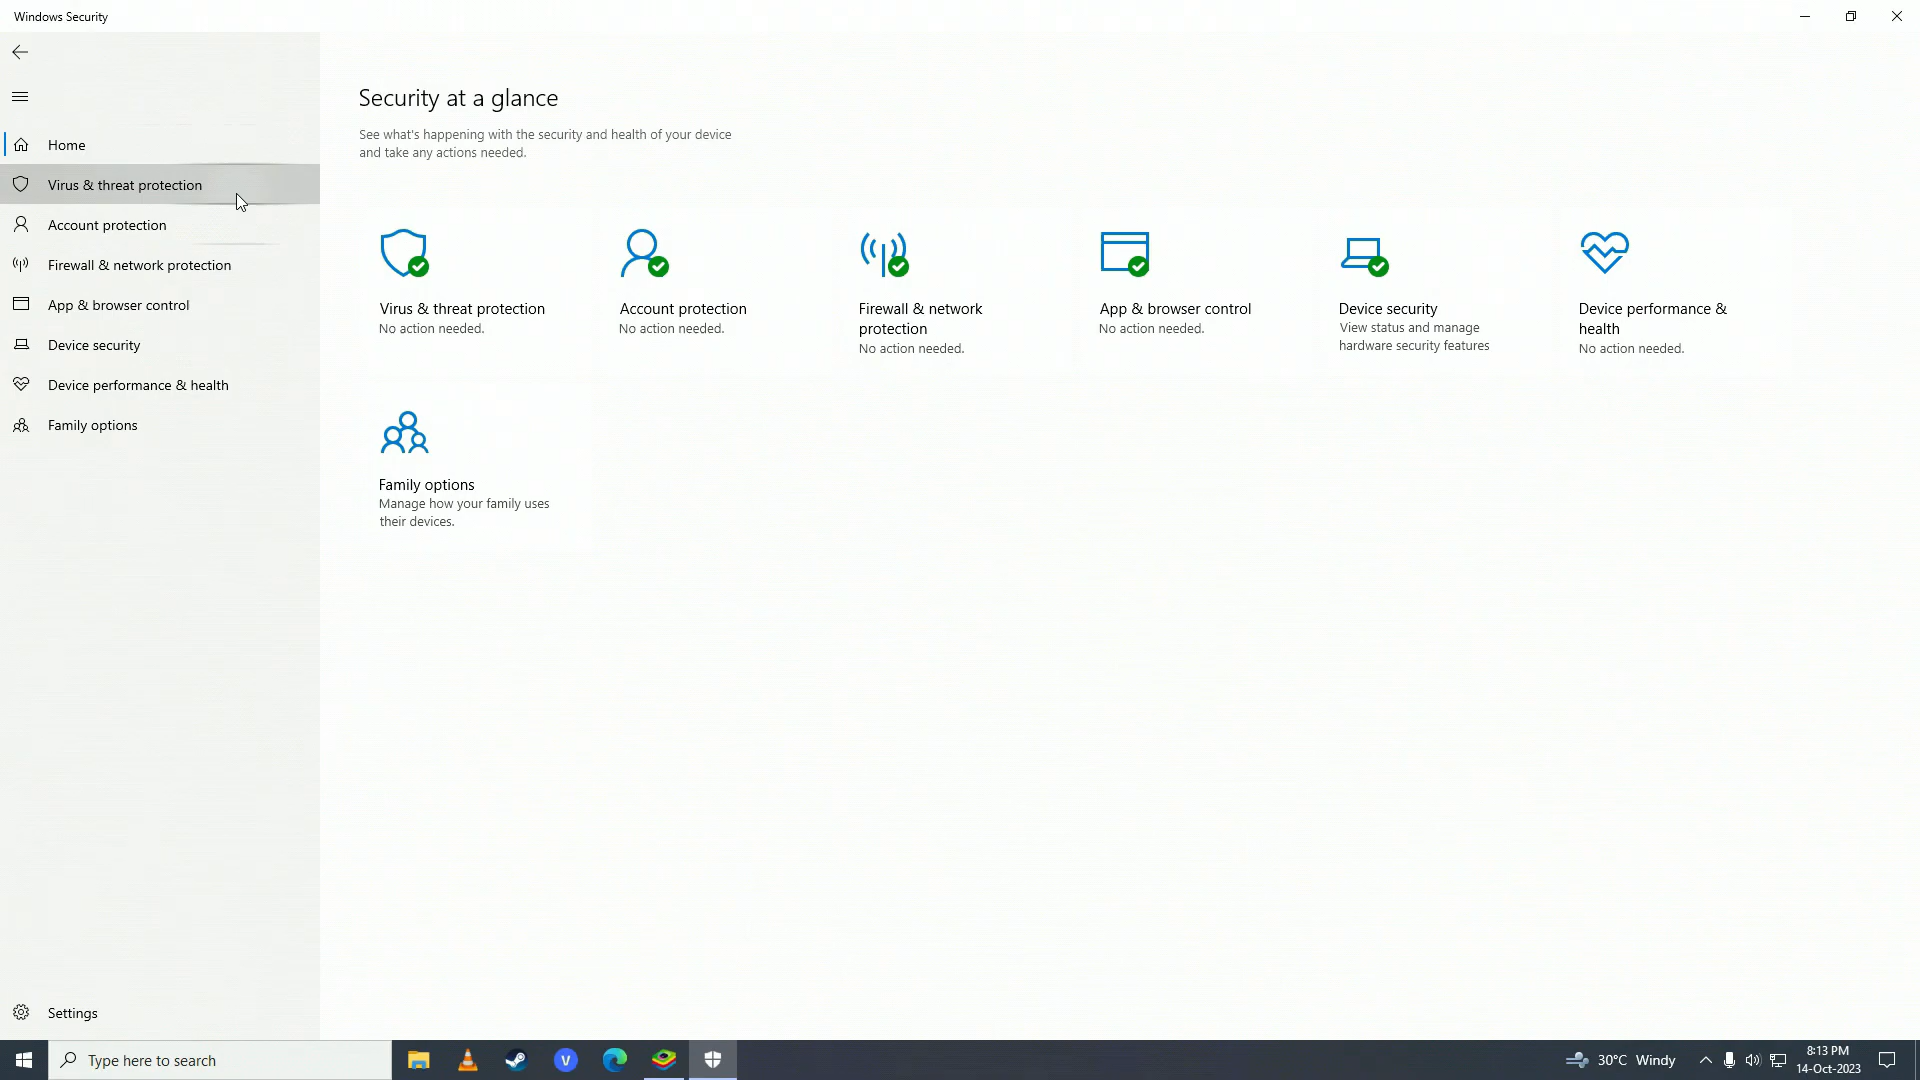 Windows Security
Home
Virus & threat protection
Account protection
Firewall & network protection
App & browser control
Device security
Device performance & health
Family options
Settings
Security at a glance
See what's happening with the security and health of your device
and take any actions needed.
Virus & threat protection
No action needed.
Account protection
No action needed.
Firewall & network
protection
No action needed.
App & browser control
No action needed.
Device security
View status and manage
hardware security features
Device performance &
health
No action needed.
Family options
Manage how your family uses
their devices.
Type here to search
V
30°C Windy
8:13 PM
14-Oct-2023